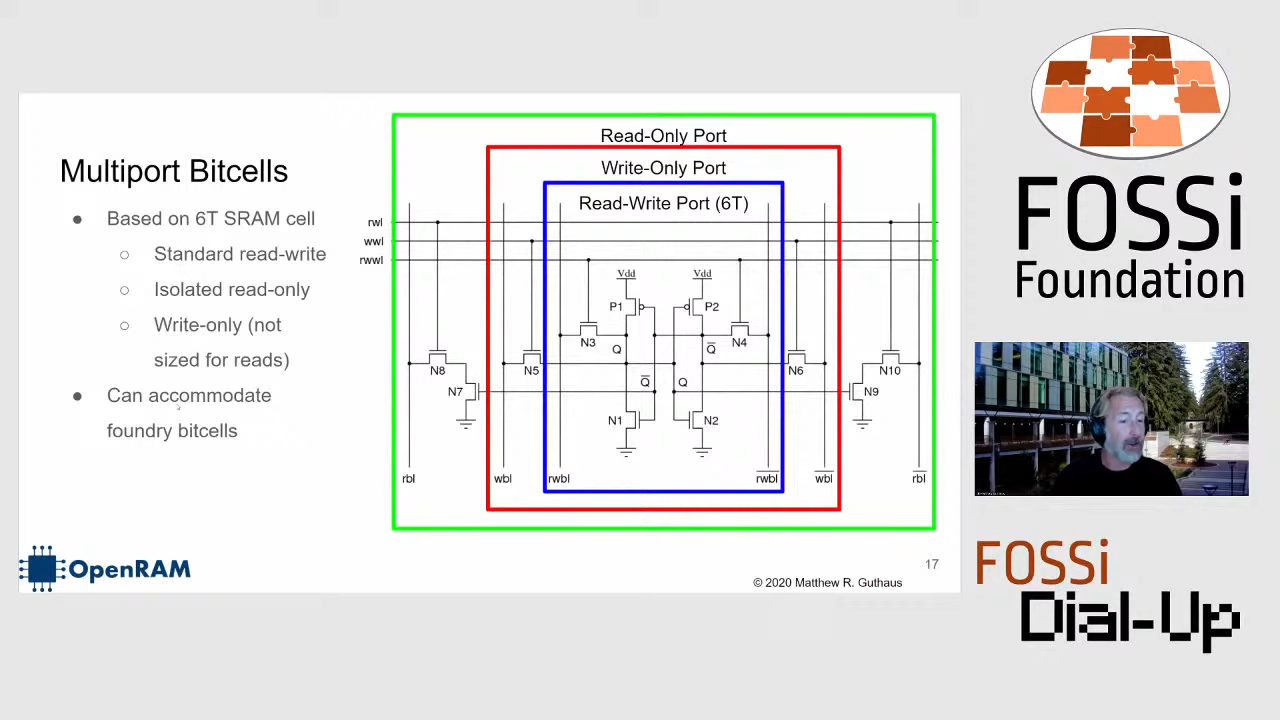 Multiport Bitcells
● Based on 6T SRAM cell
○ Standard read-write
○ Isolated read-only
○ Write-only (not
sized for reads)
● Can accommodate
foundry bitcells
Read-Only Port
Write-Only Port
Read-Write Port (6T)
rwl
wwl
rwwl
Vdd Vdd
P1 P2
N3 N4
Q Q̅
N8 N5 N6 N10
Q̅ Q
N7 N9
N1 N2
rbl wbl rwbl r̅w̅b̅l̅ w̅b̅l̅ r̅b̅l̅
OpenRAM
17
© 2020 Matthew R. Guthaus
FOSSi
Foundation
FOSSi
Dial-Up